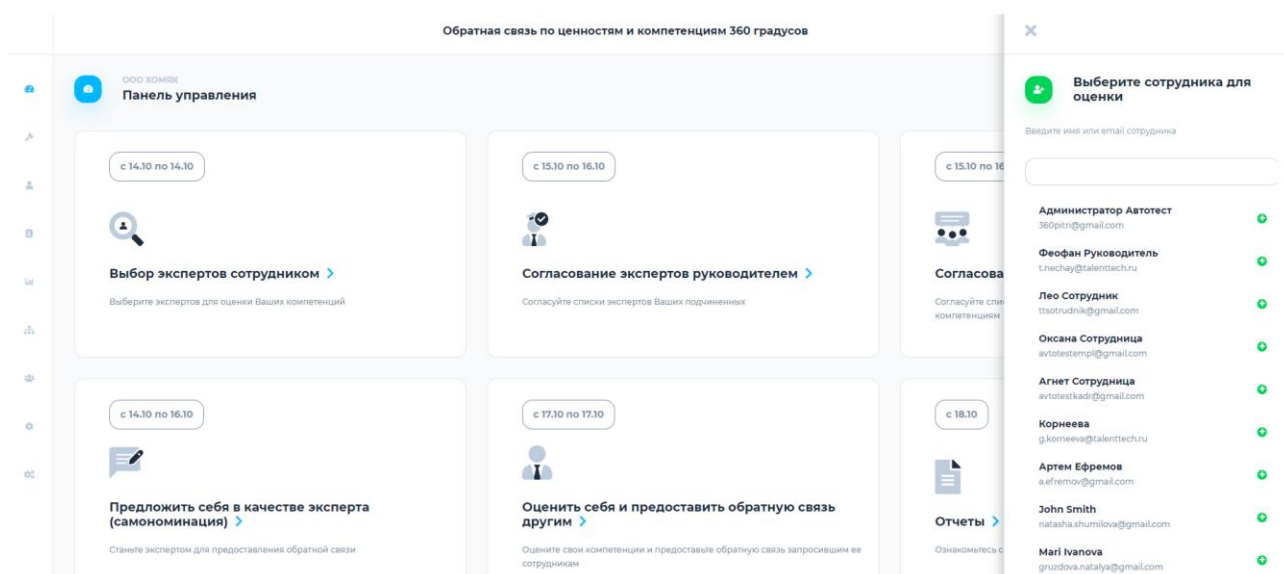 Обратная связь по ценностям и компетенциям 360 градусов
ООО ХОМЯК
Панель управления
с 14.10 по 14.10
Выбор экспертов сотрудником
Выберите экспертов для оценки Ваших компетенций
с 15.10 по 16.10
Согласование экспертов руководителем
Согласуйте списки экспертов Ваших подчиненных
с 15.10 по 16
Согласова
Согласуйте спи
компетенциям
с 14.10 по 16.10
Предложить себя в качестве эксперта
(самономинация)
Станьте экспертом для предоставления обратной связи
с 17.10 по 17.10
Оценить себя и предоставить обратную связь
другим
Оцените свои компетенции и предоставьте обратную связь запросившим ее
сотрудникам
с 18.10
Отчеты
Ознакомьтесь с
Выберите сотрудника для
оценки
Введите имя или email сотрудника
Администратор Автотест
360pitri@gmail.com
Феофан Руководитель
t.nechay@talenttech.ru
Лео Сотрудник
ttsotrudnik@gmail.com
Оксана Сотрудница
avtotestempl@gmail.com
Агнет Сотрудница
avtotestkadr@gmail.com
Корнеева
g.korneeva@talenttech.ru
Артем Ефремов
a.efremov@gmail.com
John Smith
natasha.shumilova@gmail.com
Mari Ivanova
gruzdova.natalya@gmail.com